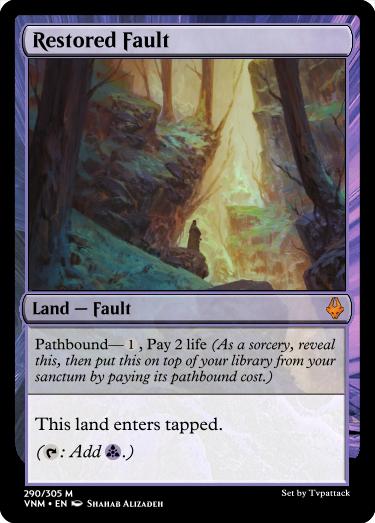 Restored Fault
Land — Fault
Pathbound— 1 , Pay 2 life (As a sorcery, reveal
this, then put this on top of your library from your
sanctum by paying its pathbound cost.)
This land enters tapped.
(: Add .)
290/305 M
VNM • EN Shahab Alizadeh
Set by Tvpattack